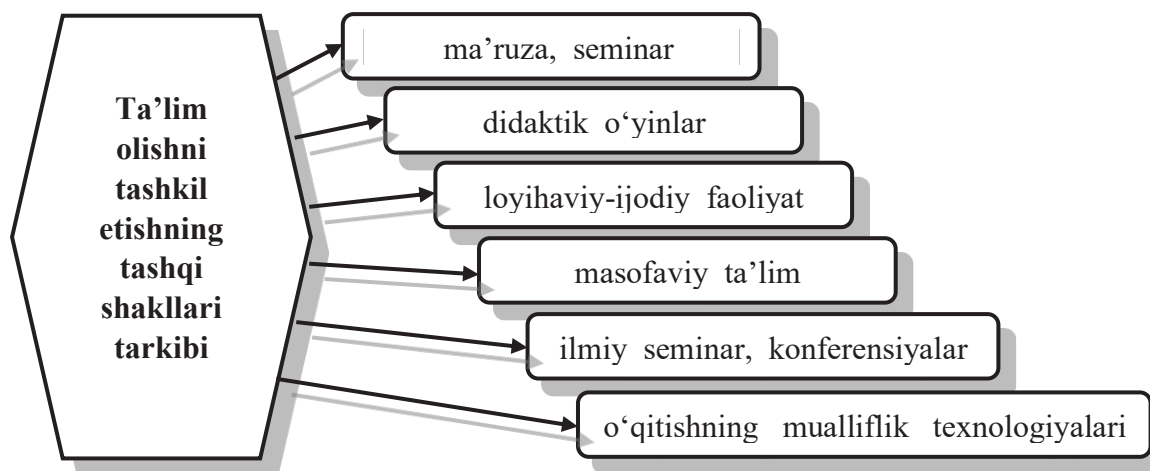 Ta’lim
olishni
tashkil
etishning
tashqi
shakllari
tarkibi
ma’ruza, seminar
didaktik o‘yinlar
loyihaviy-ijodiy faoliyat
masofaviy ta’lim
ilmiy seminar, konferensiyalar
o‘qitishning mualliflik texnologiyalari